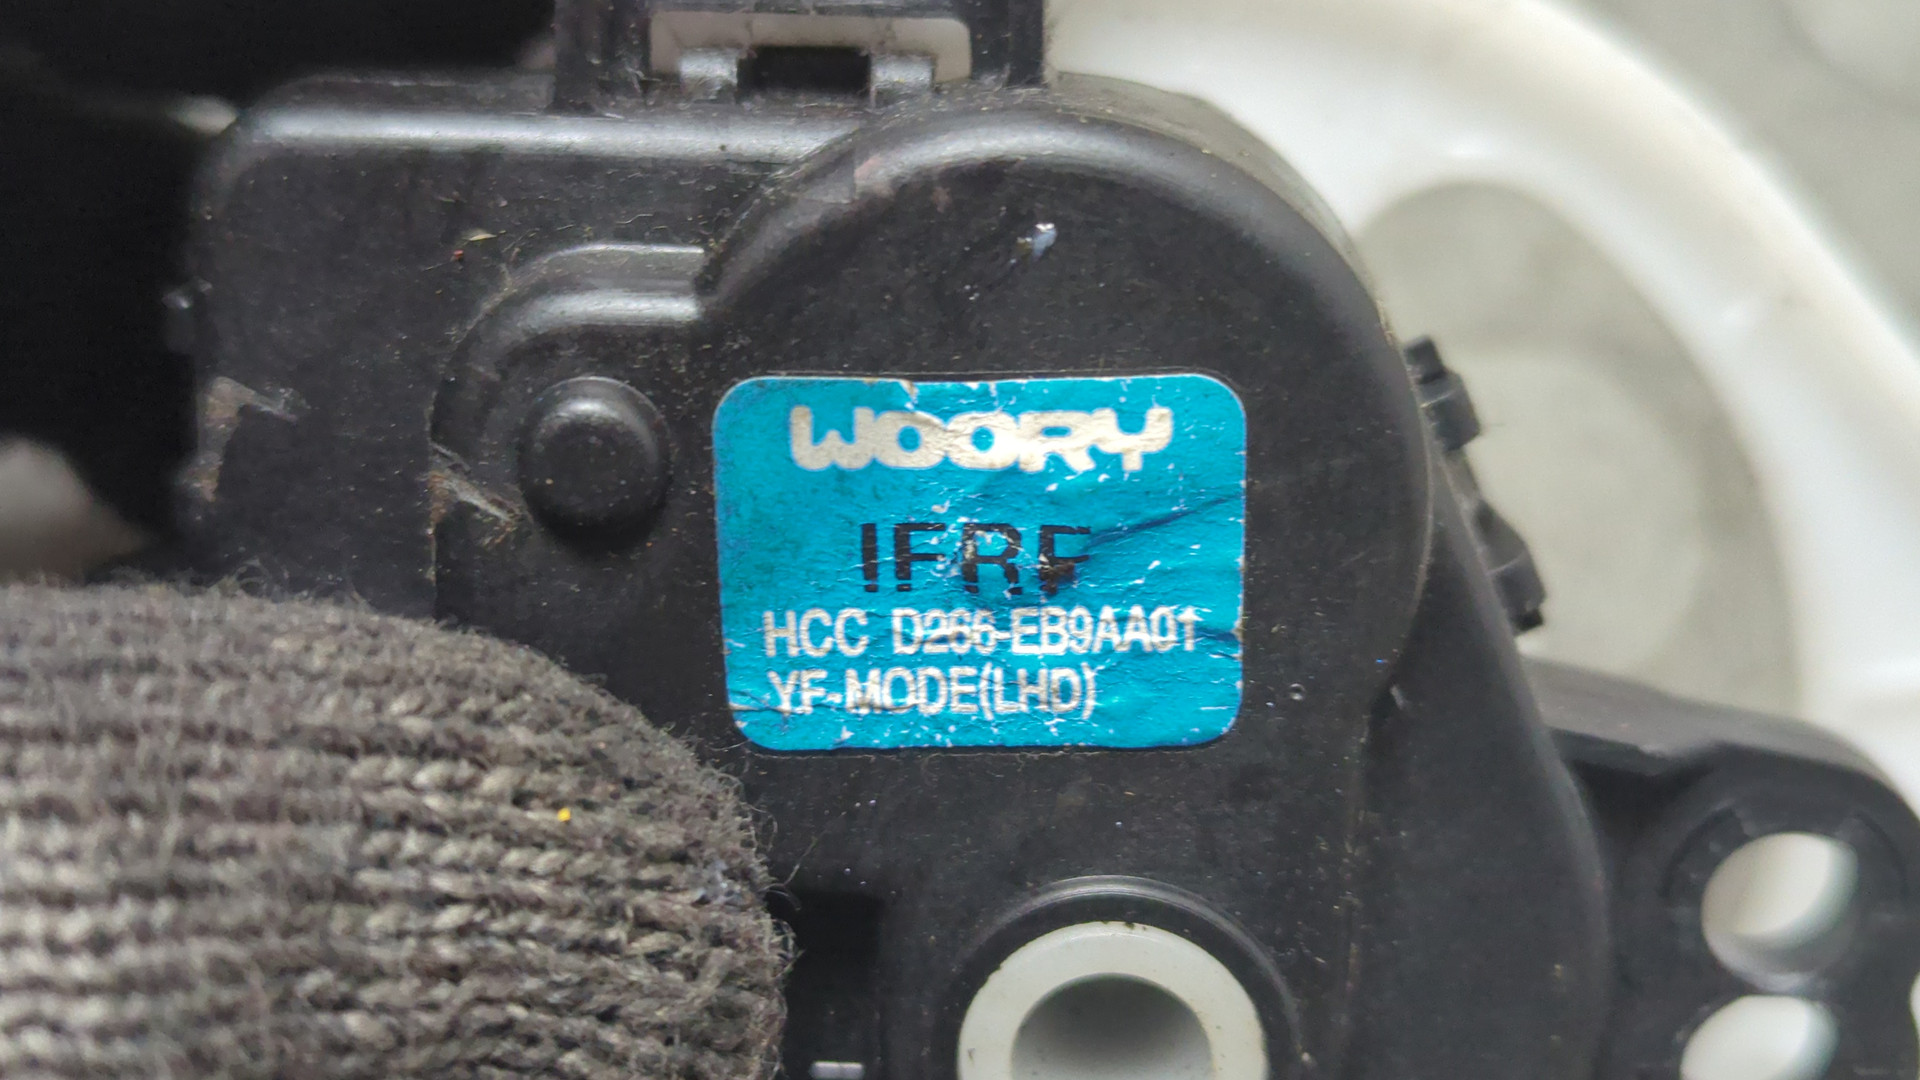 WOORY
IFRF
HCC D266-EB9AA01
YF-MODE(LHD)